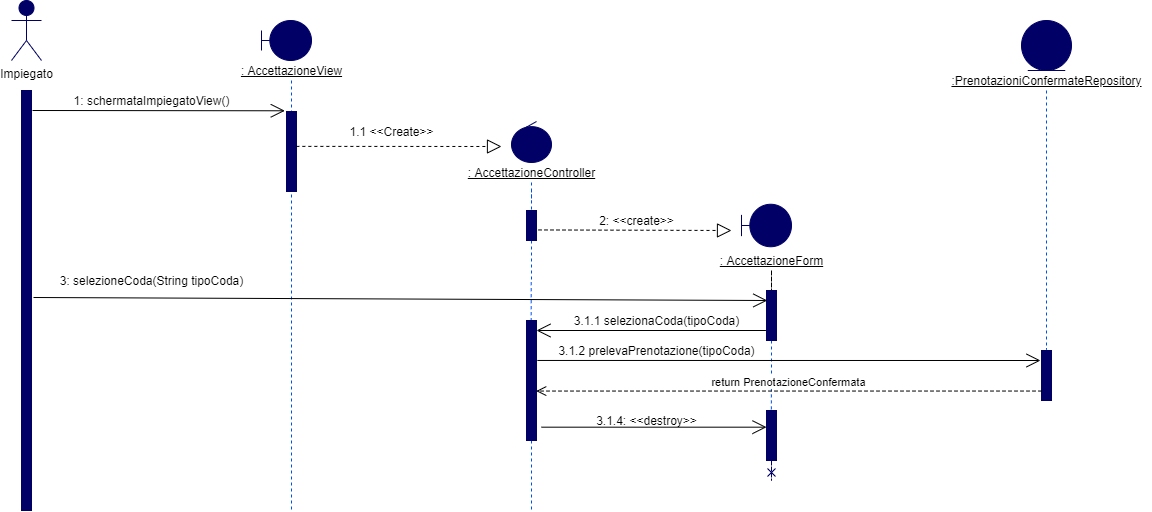 : AccettazioneView
Impiegato
:PrenotazioniConfermateRepository
1: schermataImpiegatoView()
1.1 <<Create>>
: AccettazioneController
2: <<create>>
: AccettazioneForm
3: selezioneCoda(String tipoCoda)
3.1.1 selezionaCoda(tipoCoda)
3.1.2 prelevaPrenotazione(tipoCoda)
return PrenotazioneConfermata
3.1.4: <<destroy>>